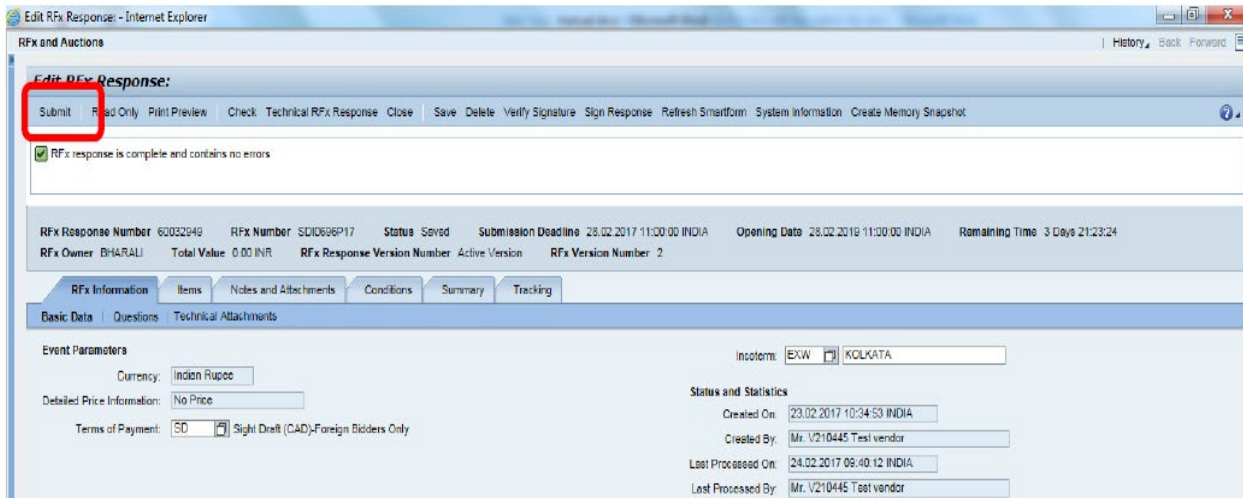 Edit RFx Response: - Internet Explorer
RFx and Auctions
History Back Forward
Edit RFx Response:
Submit Read Only Print Preview Check Technical RFx Response Close Save Delete Verify Signature Sign Response Refresh Smartform System Information Create Memory Snapshot
RFx response is complete and contains no errors
RFx Response Number 60032949 RFx Number SDI0696P17 Status Saved Submission Deadline 28.02.2017 11:00:00 INDIA Opening Date 28.02.2019 11:00:00 INDIA Remaining Time 3 Days 21:23:24
RFx Owner BHARALI Total Value 0.00 INR RFx Response Version Number Active Version RFx Version Number 2
RFx Information Items Notes and Attachments Conditions Summary Tracking
Basic Data Questions Technical Attachments
Event Parameters
Incoterm: EXW KOLKATA
Currency: Indian Rupee
Status and Statistics
Detailed Price Information: No Price
Created On: 23.02.2017 10:34:53 INDIA
Terms of Payment: SD Sight Draft (CAD)-Foreign Bidders Only
Created By: Mr. V210445 Test vendor
Last Processed On: 24.02.2017 09:40:12 INDIA
Last Processed By: Mr. V210445 Test vendor